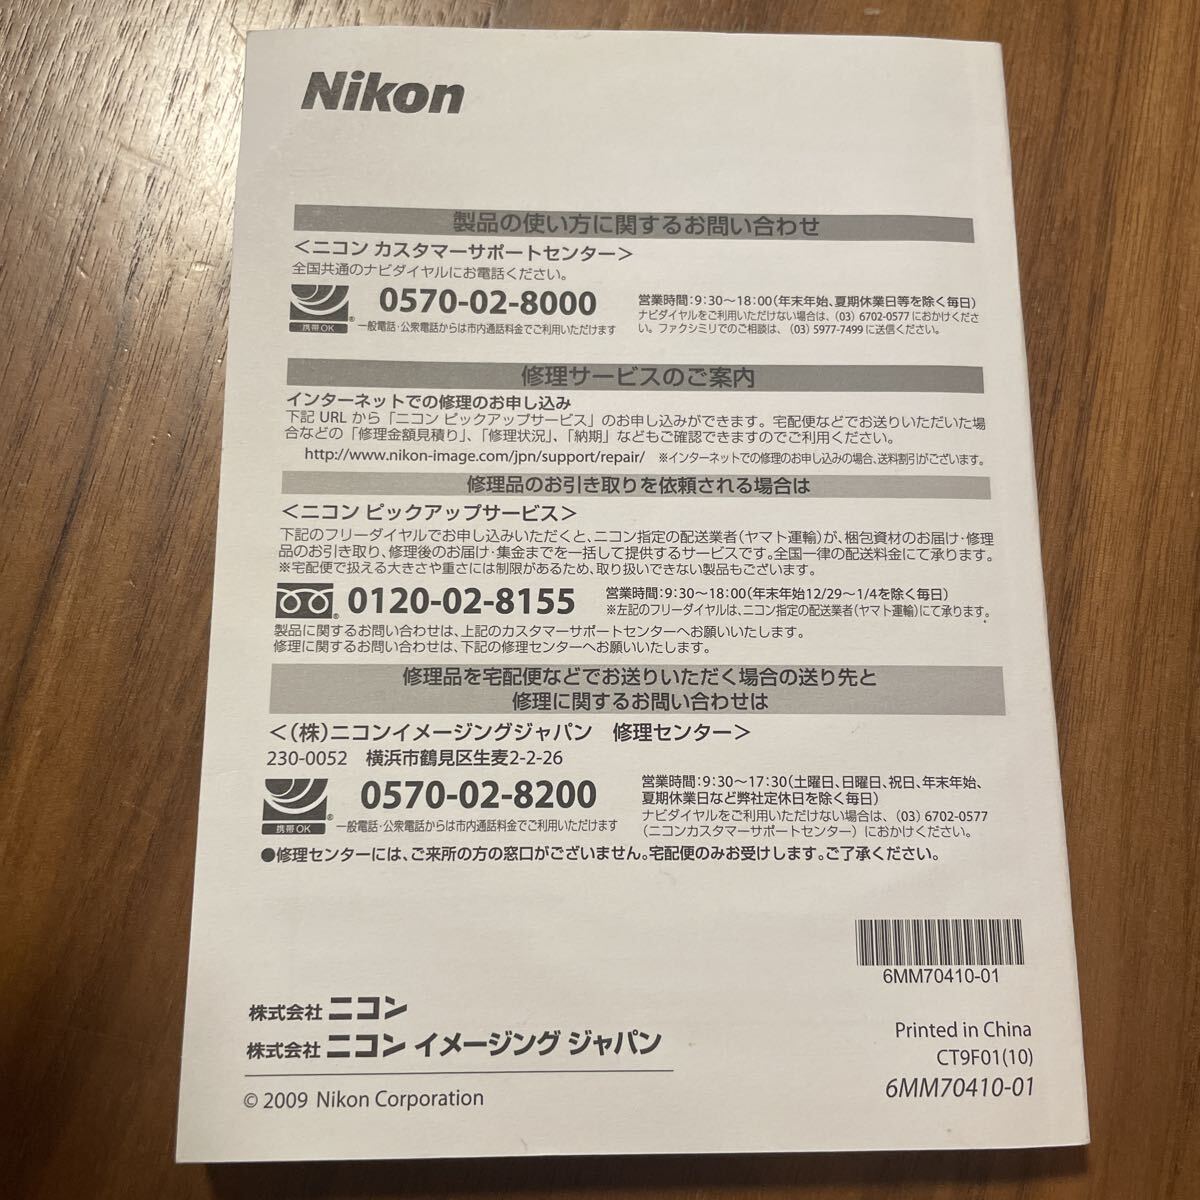 Nikon
製品の使い方に関するお問い合わせ
＜ニコン カスタマーサポートセンター＞
全国共通のナビダイヤルにお電話ください。
携帯OK
0570-02-8000
一般電話・公衆電話からは市内通話料金でご利用いただけます
営業時間：9：30〜18：00（年末年始、夏期休業日等を除く毎日）
ナビダイヤルをご利用いただけない場合は、（03）6702-0577 におかけくださ
い。ファクシミリでのご相談は、（03）5977-7499 に送信ください。
修理サービスのご案内
インターネットでの修理のお申し込み
下記 URL から「ニコン ピックアップサービス」のお申し込みができます。宅配便などでお送りいただいた場
合などの「修理金額見積り」、「修理状況」、「納期」などもご確認できますのでご利用ください。
http://www.nikon-image.com/jpn/support/repair/ ※インターネットでの修理のお申し込みの場合、送料割引がございます。
修理品のお引き取りを依頼される場合は
＜ニコン ピックアップサービス＞
下記のフリーダイヤルでお申し込みいただくと、ニコン指定の配送業者（ヤマト運輸）が、梱包資材のお届け・修理
品のお引き取り、修理後のお届け・集金までを一括して提供するサービスです。全国一律の配送料金にて承ります。
※宅配便で扱える大きさや重さには制限があるため、取り扱いできない製品もございます。
0120-02-8155
営業時間：9：30〜18：00（年末年始12/29〜1/4を除く毎日）
※左記のフリーダイヤルは、ニコン指定の配送業者（ヤマト運輸）にて承ります。
製品に関するお問い合わせは、上記のカスタマーサポートセンターへお願いいたします。
修理に関するお問い合わせは、下記の修理センターへお願いいたします。
修理品を宅配便などでお送りいただく場合の送り先と
修理に関するお問い合わせは
＜（株）ニコンイメージングジャパン　修理センター＞
230-0052　横浜市鶴見区生麦2-2-26
携帯OK
0570-02-8200
一般電話・公衆電話からは市内通話料金でご利用いただけます
営業時間：9：30〜17：30（土曜日、日曜日、祝日、年末年始、
夏期休業日など弊社定休日を除く毎日）
ナビダイヤルをご利用いただけない場合は、（03）6702-0577
（ニコンカスタマーサポートセンター）におかけください。
●修理センターには、ご来所の方の窓口がございません。宅配便のみお受けします。ご了承ください。
6MM70410-01
株式会社 ニコン
株式会社 ニコン イメージング ジャパン
© 2009 Nikon Corporation
Printed in China
CT9F01(10)
6MM70410-01